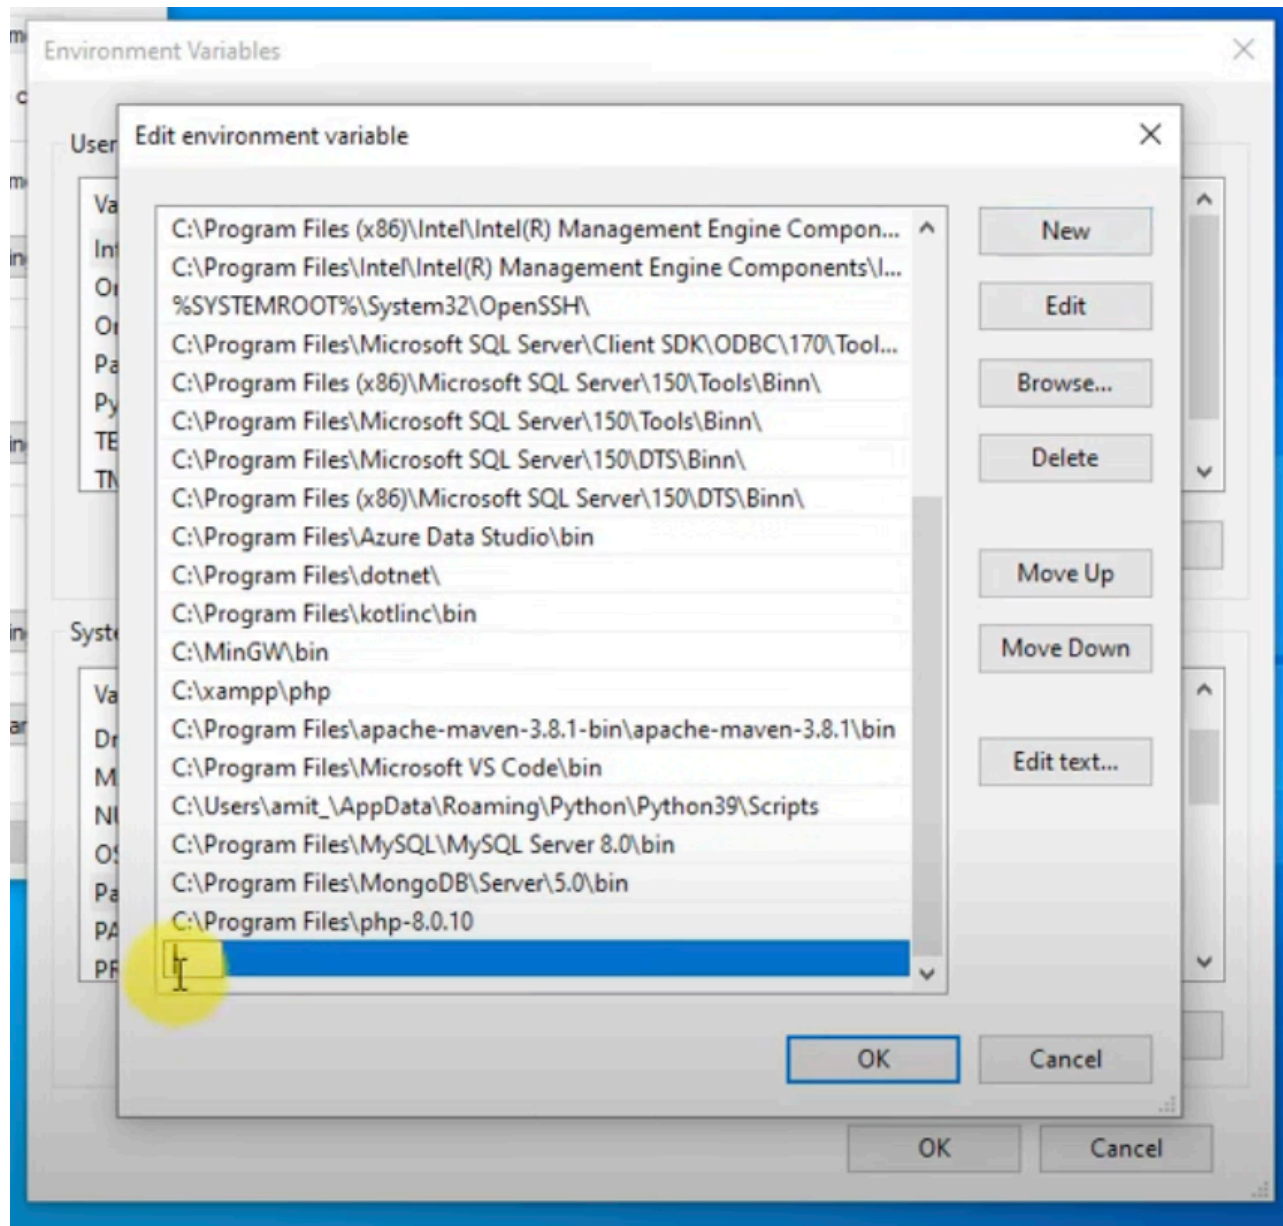 Environment Variables
Edit environment variable
User
Va
Int
On
On
Pa
Py
TE
TM
C:\Program Files (x86)\Intel\Intel(R) Management Engine Compon...
C:\Program Files\Intel\Intel(R) Management Engine Components\I...
%SYSTEMROOT%\System32\OpenSSH\
C:\Program Files\Microsoft SQL Server\Client SDK\ODBC\170\Tool...
C:\Program Files (x86)\Microsoft SQL Server\150\Tools\Binn\
C:\Program Files\Microsoft SQL Server\150\Tools\Binn\
C:\Program Files\Microsoft SQL Server\150\DTS\Binn\
C:\Program Files (x86)\Microsoft SQL Server\150\DTS\Binn\
C:\Program Files\Azure Data Studio\bin
C:\Program Files\dotnet\
C:\Program Files\kotlinc\bin
C:\MinGW\bin
C:\xampp\php
C:\Program Files\apache-maven-3.8.1-bin\apache-maven-3.8.1\bin
C:\Program Files\Microsoft VS Code\bin
C:\Users\amit_\AppData\Roaming\Python\Python39\Scripts
C:\Program Files\MySQL\MySQL Server 8.0\bin
C:\Program Files\MongoDB\Server\5.0\bin
C:\Program Files\php-8.0.10
New
Edit
Browse...
Delete
Move Up
Move Down
Edit text...
Syste
Va
Dr
M
NU
OS
Pa
PA
PR
OK
Cancel
OK
Cancel